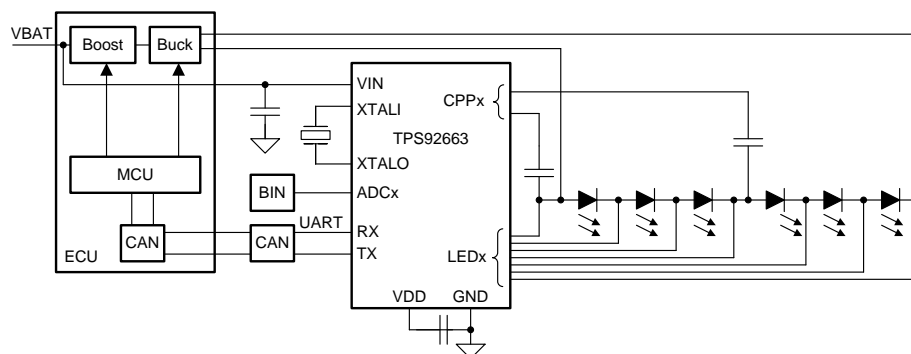 VBAT
Boost
Buck
VIN
CPPx
XTALI
TPS92663
XTALO
MCU
BIN
ADCx
UART
RX
CAN
CAN
TX
LEDx
ECU
VDD
GND